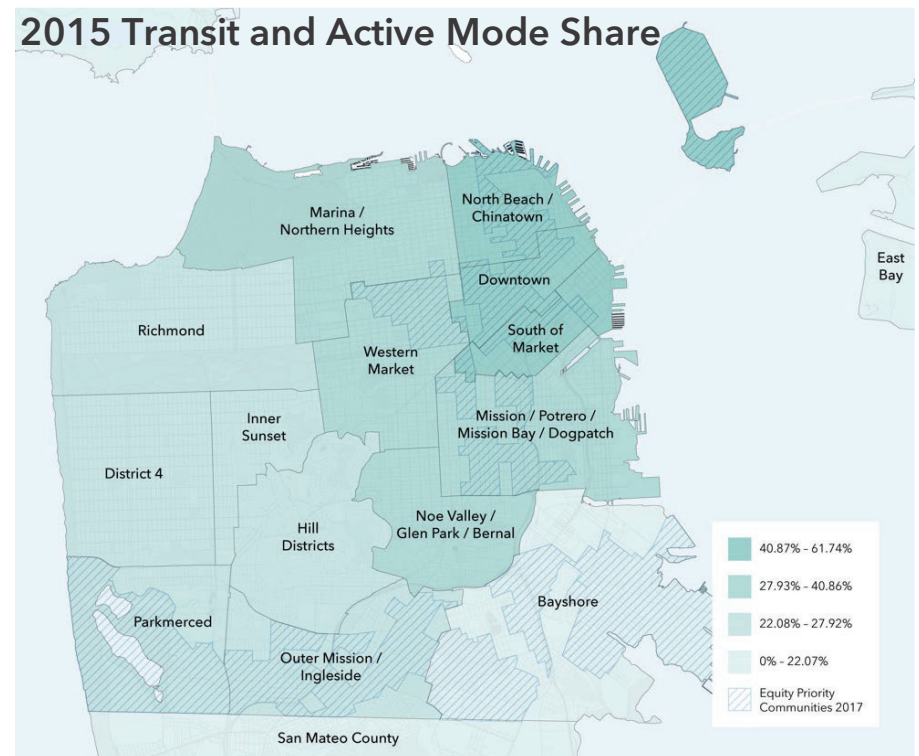 2015 Transit and Active Mode Share
Marina /
Northern Heights
North Beach /
Chinatown
East
Bay
Downtown
Richmond
South of
Market
Western
Market
Inner
Sunset
Mission / Potrero /
Mission Bay / Dogpatch
District 4
Hill
Districts
Noe Valley /
Glen Park / Bernal
Bayshore
Parkmerced
Outer Mission /
Ingleside
San Mateo County
40.87% – 61.74%
27.93% – 40.86%
22.08% – 27.92%
0% – 22.07%
Equity Priority
Communities 2017